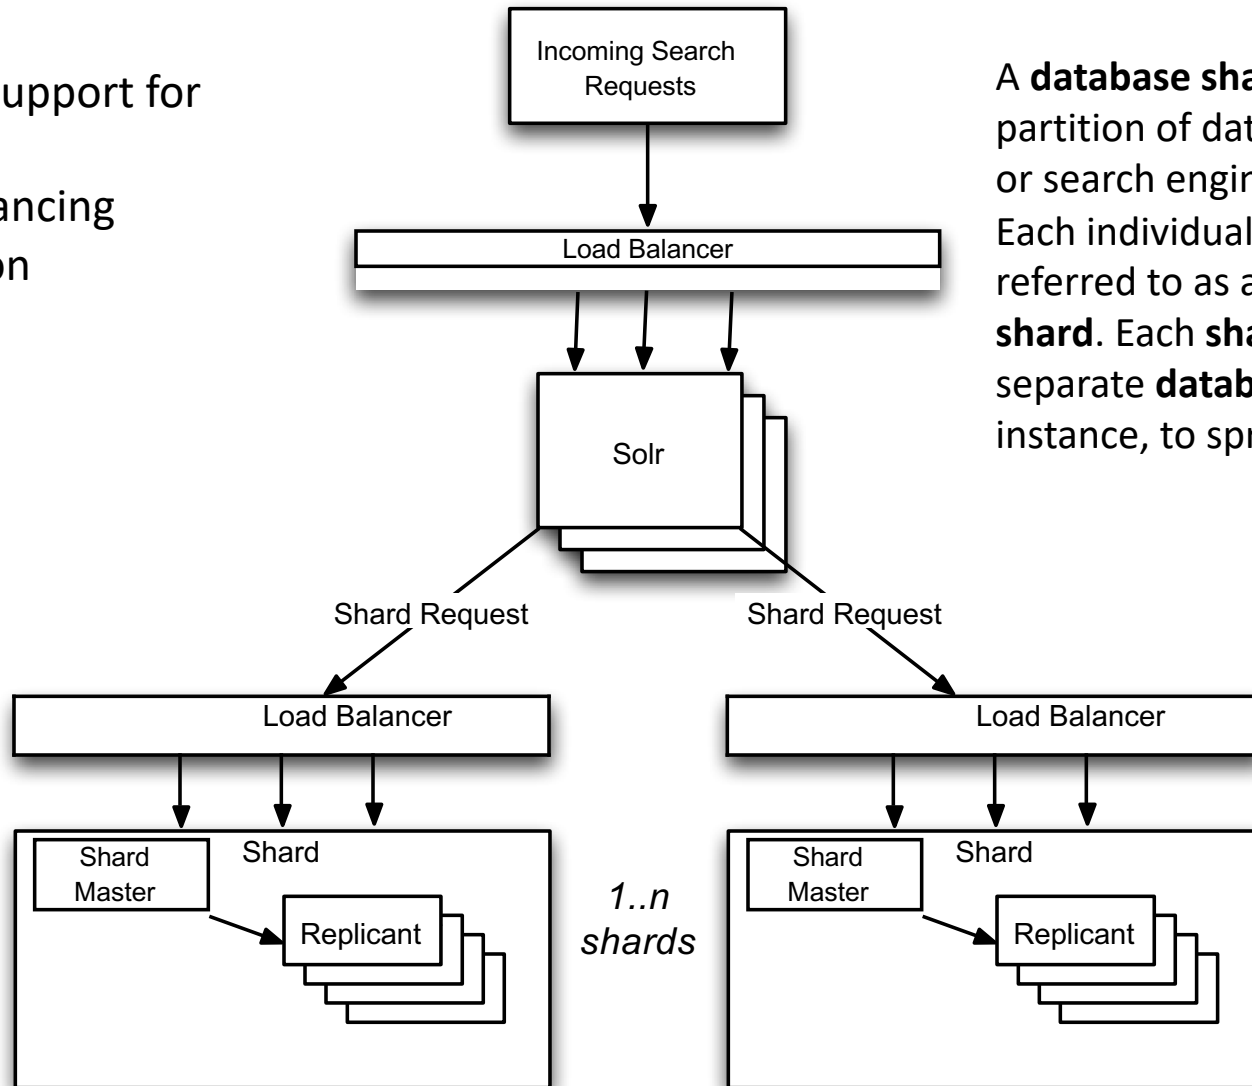 upport for
ancing
on
Incoming Search
Requests
Load Balancer
Solr
A database sha
partition of dat
or search engin
Each individual
referred to as a
shard. Each sha
separate datab
instance, to spr
Shard Request
Shard Request
Load Balancer
Load Balancer
Shard
Master
Shard
Replicant
1..n
shards
Shard
Master
Shard
Replicant